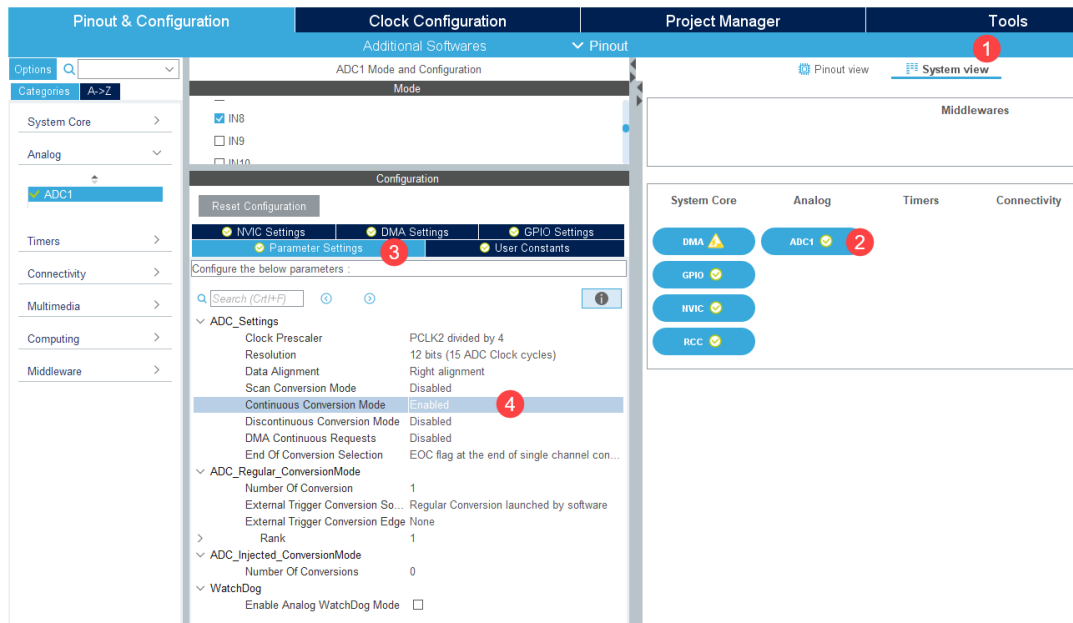 Pinout & Configuration
Clock Configuration
Project Manager
Tools
Additional Softwares
Pinout
1
Options
Categories
A->Z
System Core
Analog
ADC1
Timers
Connectivity
Multimedia
Computing
Middleware
ADC1 Mode and Configuration
Mode
IN8
IN9
IN10
Configuration
Reset Configuration
NVIC Settings
DMA Settings
GPIO Settings
Parameter Settings
3
User Constants
Configure the below parameters :
Search (Crtl+F)
ADC_Settings
Clock Prescaler PCLK2 divided by 4
Resolution 12 bits (15 ADC Clock cycles)
Data Alignment Right alignment
Scan Conversion Mode Disabled
Continuous Conversion Mode Enabled 4
Discontinuous Conversion Mode Disabled
DMA Continuous Requests Disabled
End Of Conversion Selection EOC flag at the end of single channel con...
ADC_Regular_ConversionMode
Number Of Conversion 1
External Trigger Conversion So... Regular Conversion launched by software
External Trigger Conversion Edge None
Rank 1
ADC_Injected_ConversionMode
Number Of Conversions 0
WatchDog
Enable Analog WatchDog Mode
Pinout view
System view
Middlewares
System Core
Analog
Timers
Connectivity
DMA
ADC1
2
GPIO
NVIC
RCC